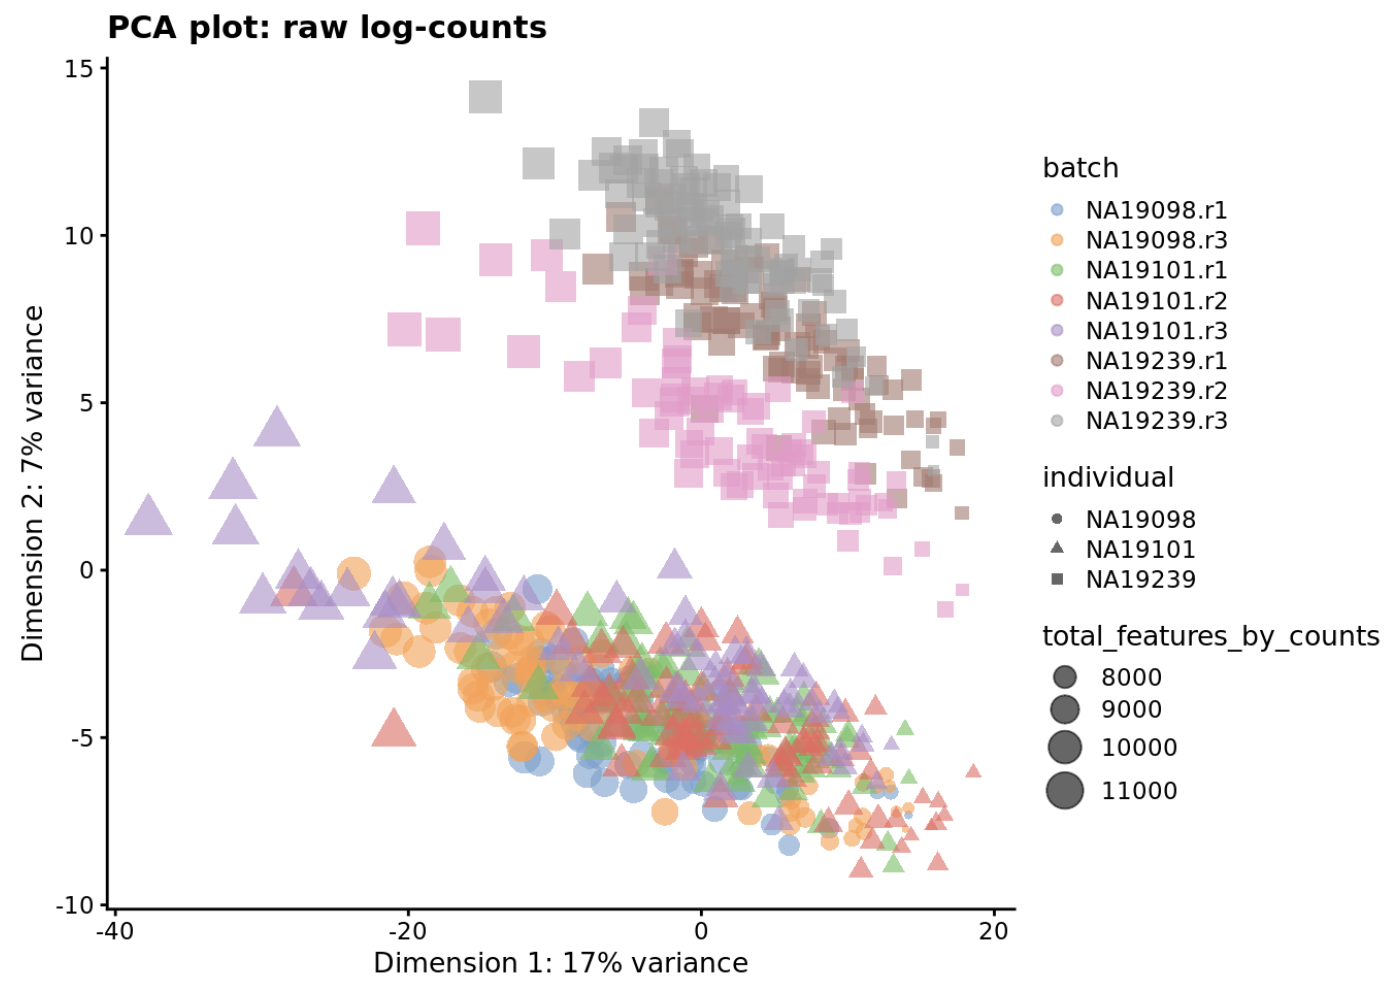 PCA plot: raw log-counts
15
10
5
0
-5
-10
Dimension 2: 7% variance
-40
-20
0
20
Dimension 1: 17% variance
batch
NA19098.r1
NA19098.r3
NA19101.r1
NA19101.r2
NA19101.r3
NA19239.r1
NA19239.r2
NA19239.r3
individual
NA19098
NA19101
NA19239
total_features_by_counts
8000
9000
10000
11000